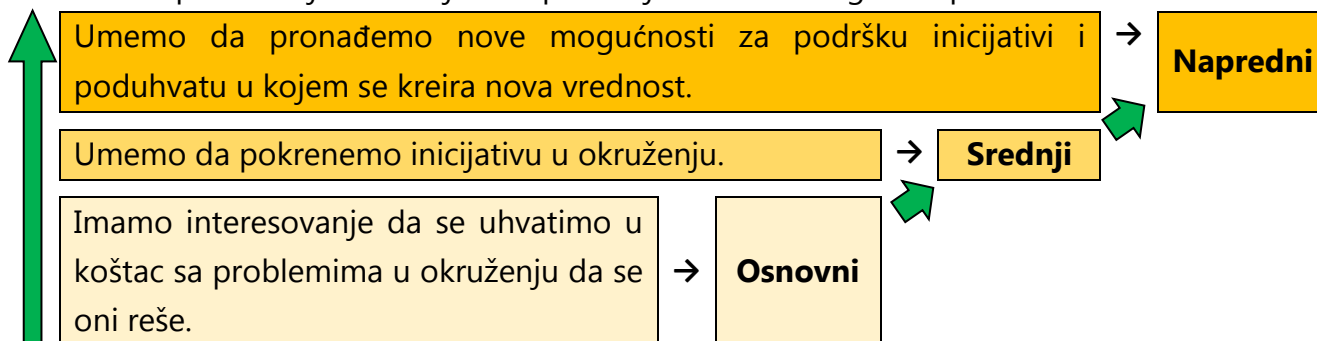 Umemo da pronađemo nove mogućnosti za podršku inicijativi i → Napredni
poduhvatu u kojem se kreira nova vrednost.
Umemo da pokrenemo inicijativu u okruženju. → Srednji
Imamo interesovanje da se uhvatimo u
koštac sa problemima u okruženju da se → Osnovni
oni reše.